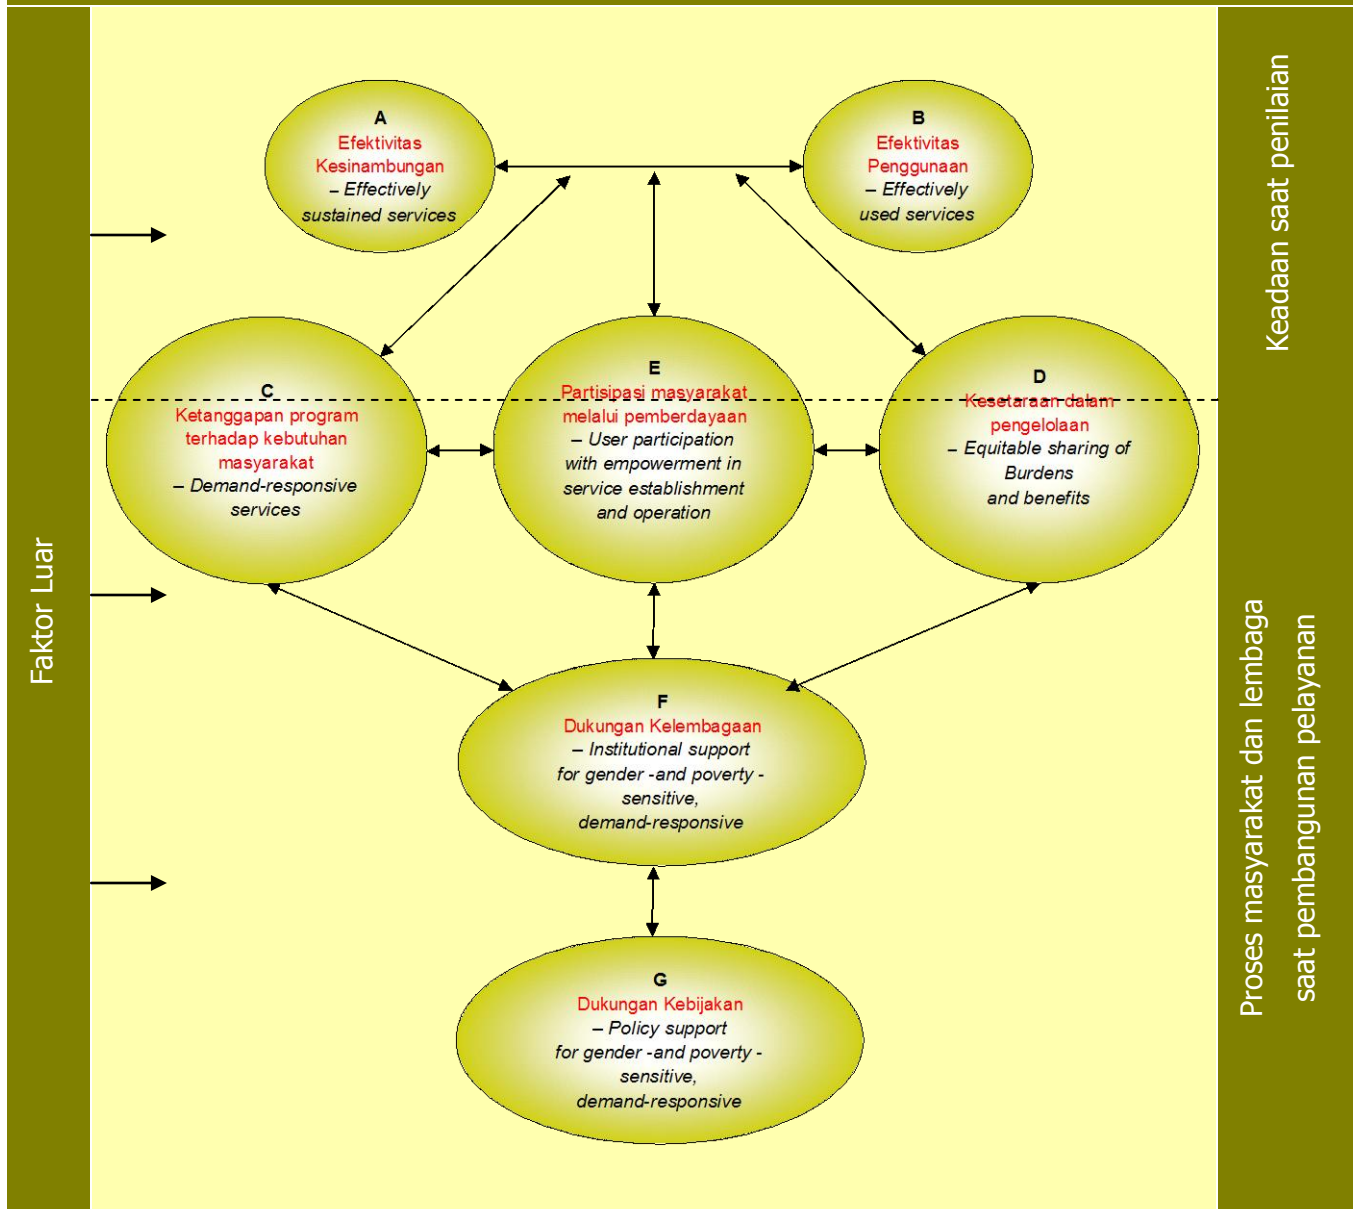 A
Efektivitas
Kesinambungan
– Effectively
sustained services
B
Efektivitas
Penggunaan
– Effectively
used services
C
Ketanggapan program
terhadap kebutuhan
masyarakat
– Demand-responsive
services
E
Partisipasi masyarakat
melalui pemberdayaan
– User participation
with empowerment in
service establishment
and operation
D
Kesetaraan dalam
pengelolaan
– Equitable sharing of
Burdens
and benefits
F
Dukungan Kelembagaan
– Institutional support
for gender -and poverty -
sensitive,
demand-responsive
G
Dukungan Kebijakan
– Policy support
for gender -and poverty -
sensitive,
demand-responsive
Faktor Luar
Keadaan saat penilaian
Proses masyarakat dan lembaga
saat pembangunan pelayanan